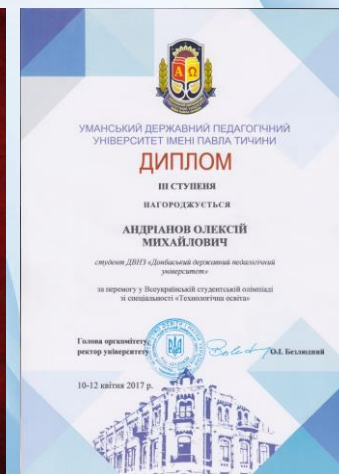 УМАНСЬКИЙ ДЕРЖАВНИЙ ПЕДАГОГІЧНИЙ
УНІВЕРСИТЕТ ІМЕНІ ПАВЛА ТИЧИНИ
ДИПЛОМ
ІІІ СТУПЕНЯ
НАГОРОДЖУЄТЬСЯ
АНДРІАНОВ ОЛЕКСІЙ
МИХАЙЛОВИЧ
студент ДВНЗ «Донбаський державний педагогічний
університет»
за перемогу у Всеукраїнській студентській олімпіаді
зі спеціальності «Технологічна освіта»
Голова оргкомітету,
ректор університету
О.І. Безлюдний
10-12 квітня 2017 р.